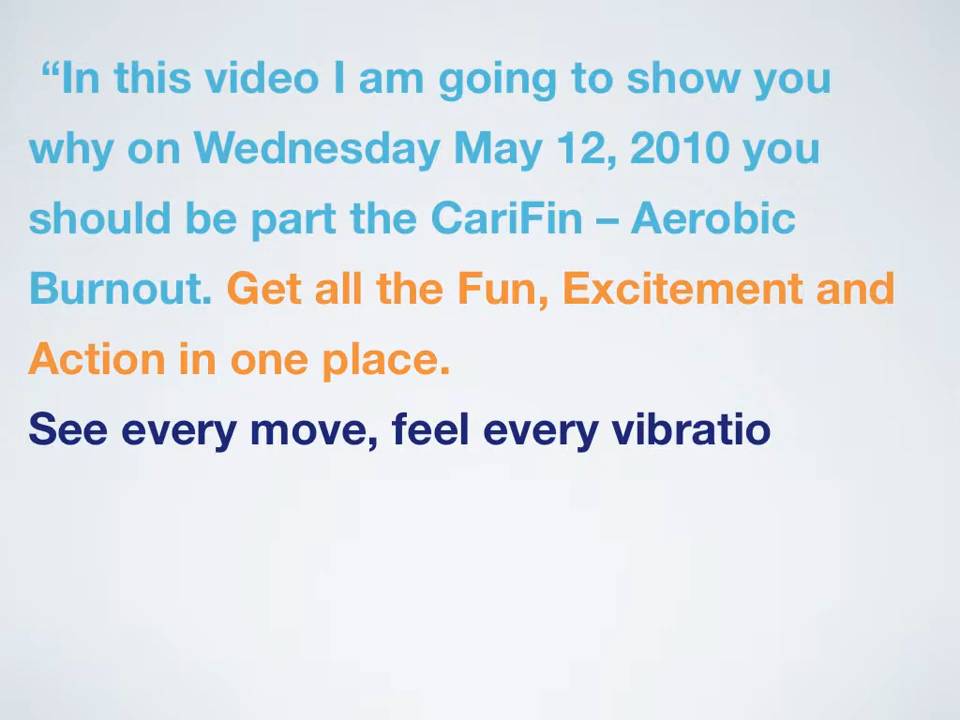 “In this video I am going to show you
why on Wednesday May 12, 2010 you
should be part the CariFin – Aerobic
Burnout. Get all the Fun, Excitement and
Action in one place.
See every move, feel every vibratio